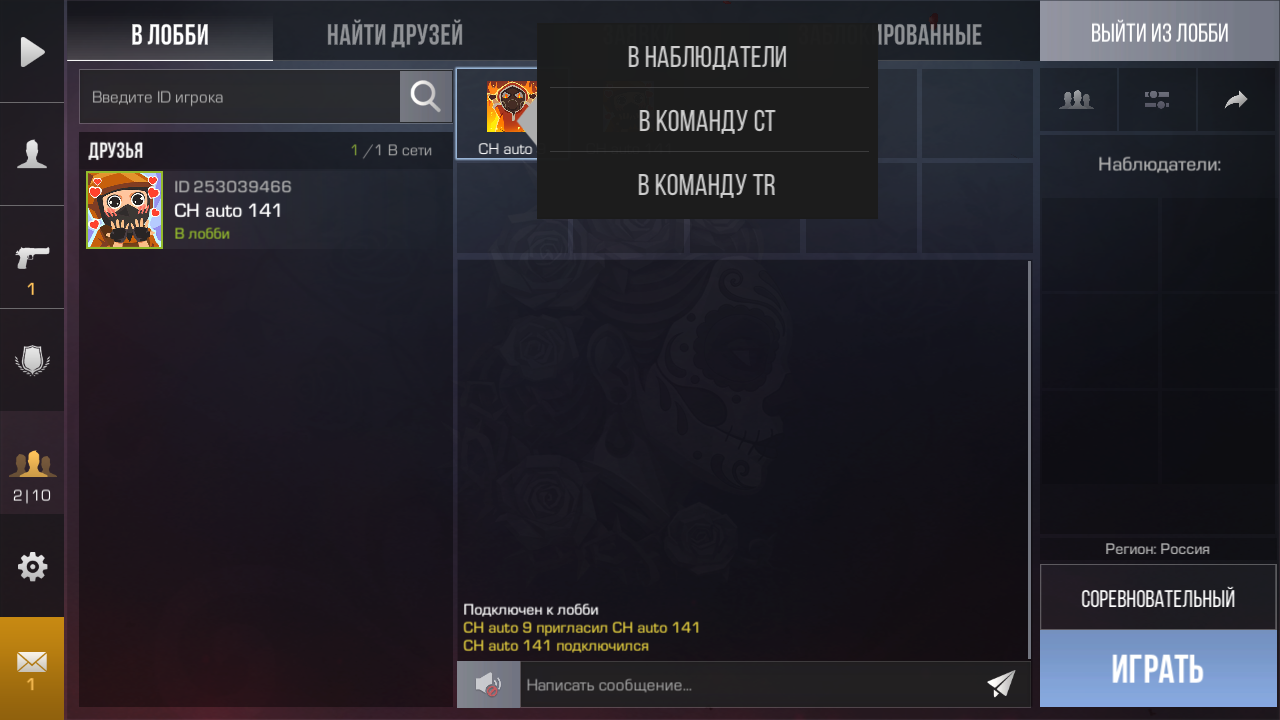 В ЛОББИ
НАЙТИ ДРУЗЕЙ
ВЫЙТИ ИЗ ЛОББИ
В НАБЛЮДАТЕЛИ
В КОМАНДУ CT
В КОМАНДУ TR
Введите ID игрока
ДРУЗЬЯ
1 /1 В сети
ID 253039466
CH auto 141
В лобби
CH auto
Наблюдатели:
1
2|10
1
Подключен к лобби
CH auto 9 пригласил CH auto 141
CH auto 141 подключился
Написать сообщение...
Регион: Россия
СОРЕВНОВАТЕЛЬНЫЙ
ИГРАТЬ